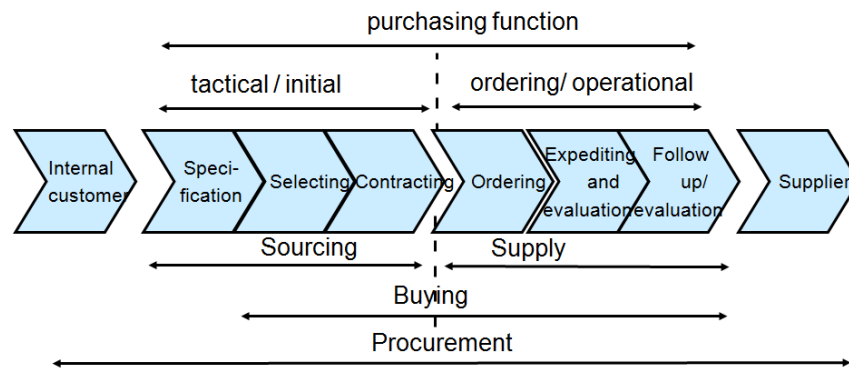 purchasing function
tactical / initial
ordering/ operational
Internal
customer
Speci-
fication
Selecting
Contracting
Ordering
Expediting
and
evaluation
Follow
up/
evaluation
Supplier
Sourcing
Supply
Buying
Procurement